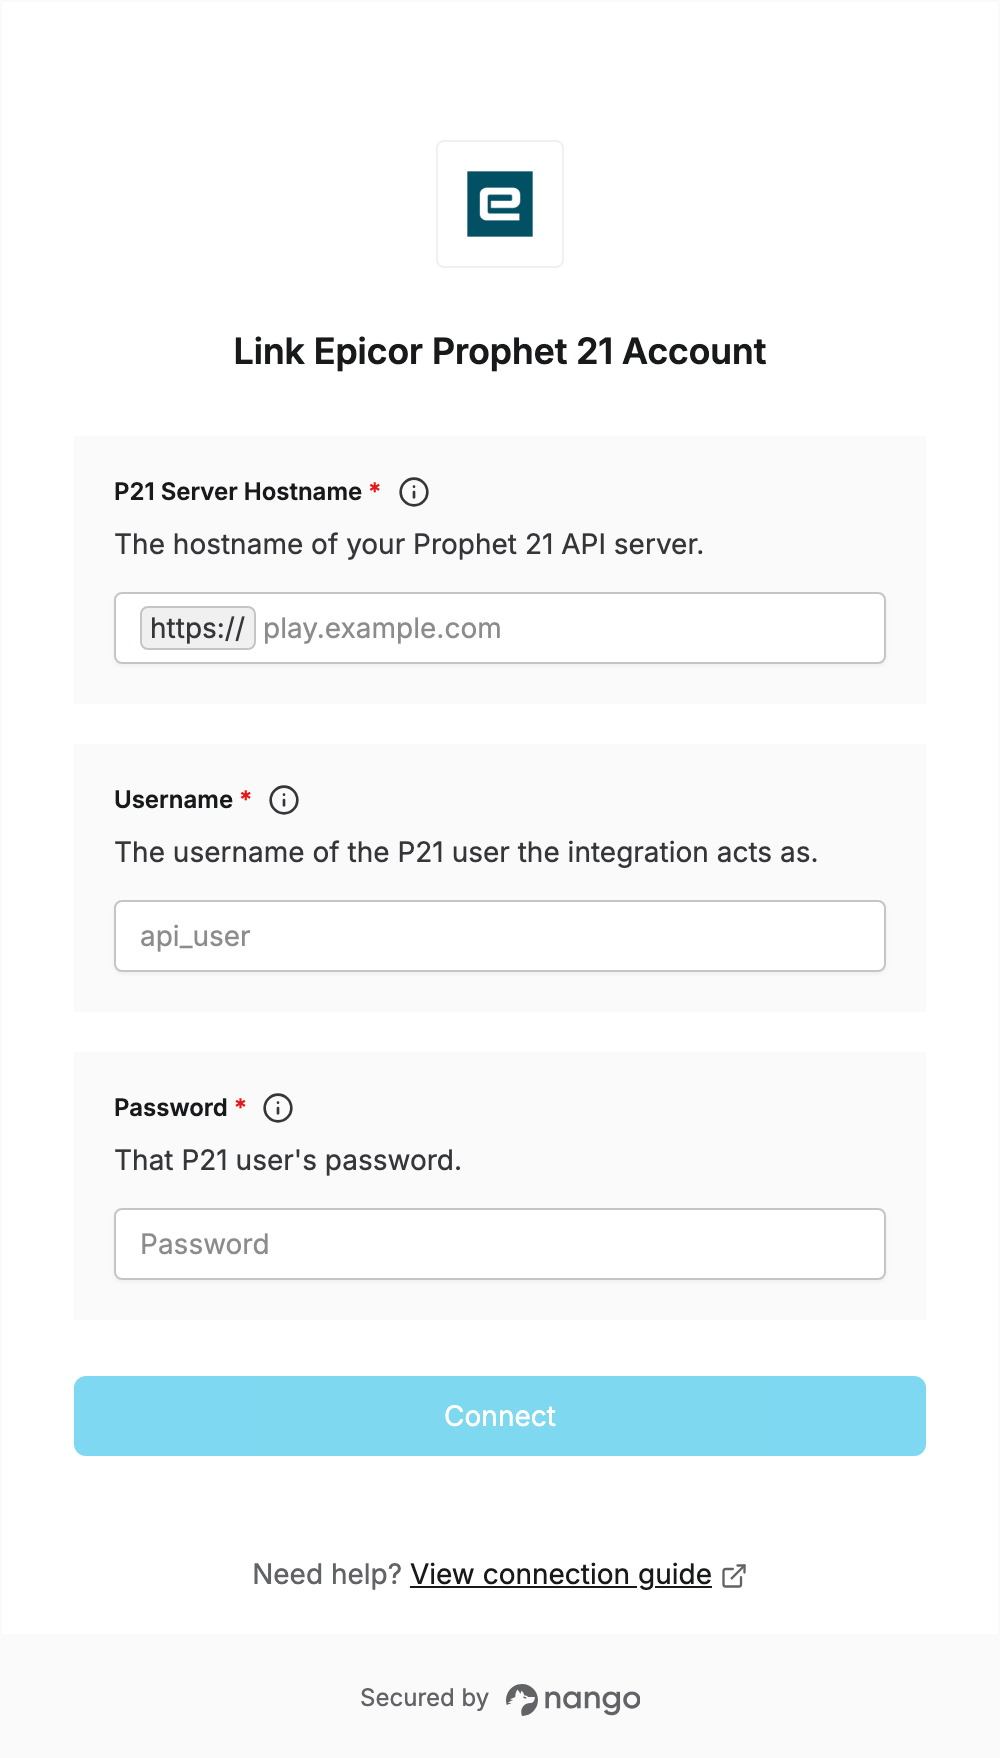 Link Epicor Prophet 21 Account
P21 Server Hostname *
The hostname of your Prophet 21 API server.
https:// play.example.com
Username *
The username of the P21 user the integration acts as.
api_user
Password *
That P21 user's password.
Password
Connect
Need help? View connection guide
Secured by nango